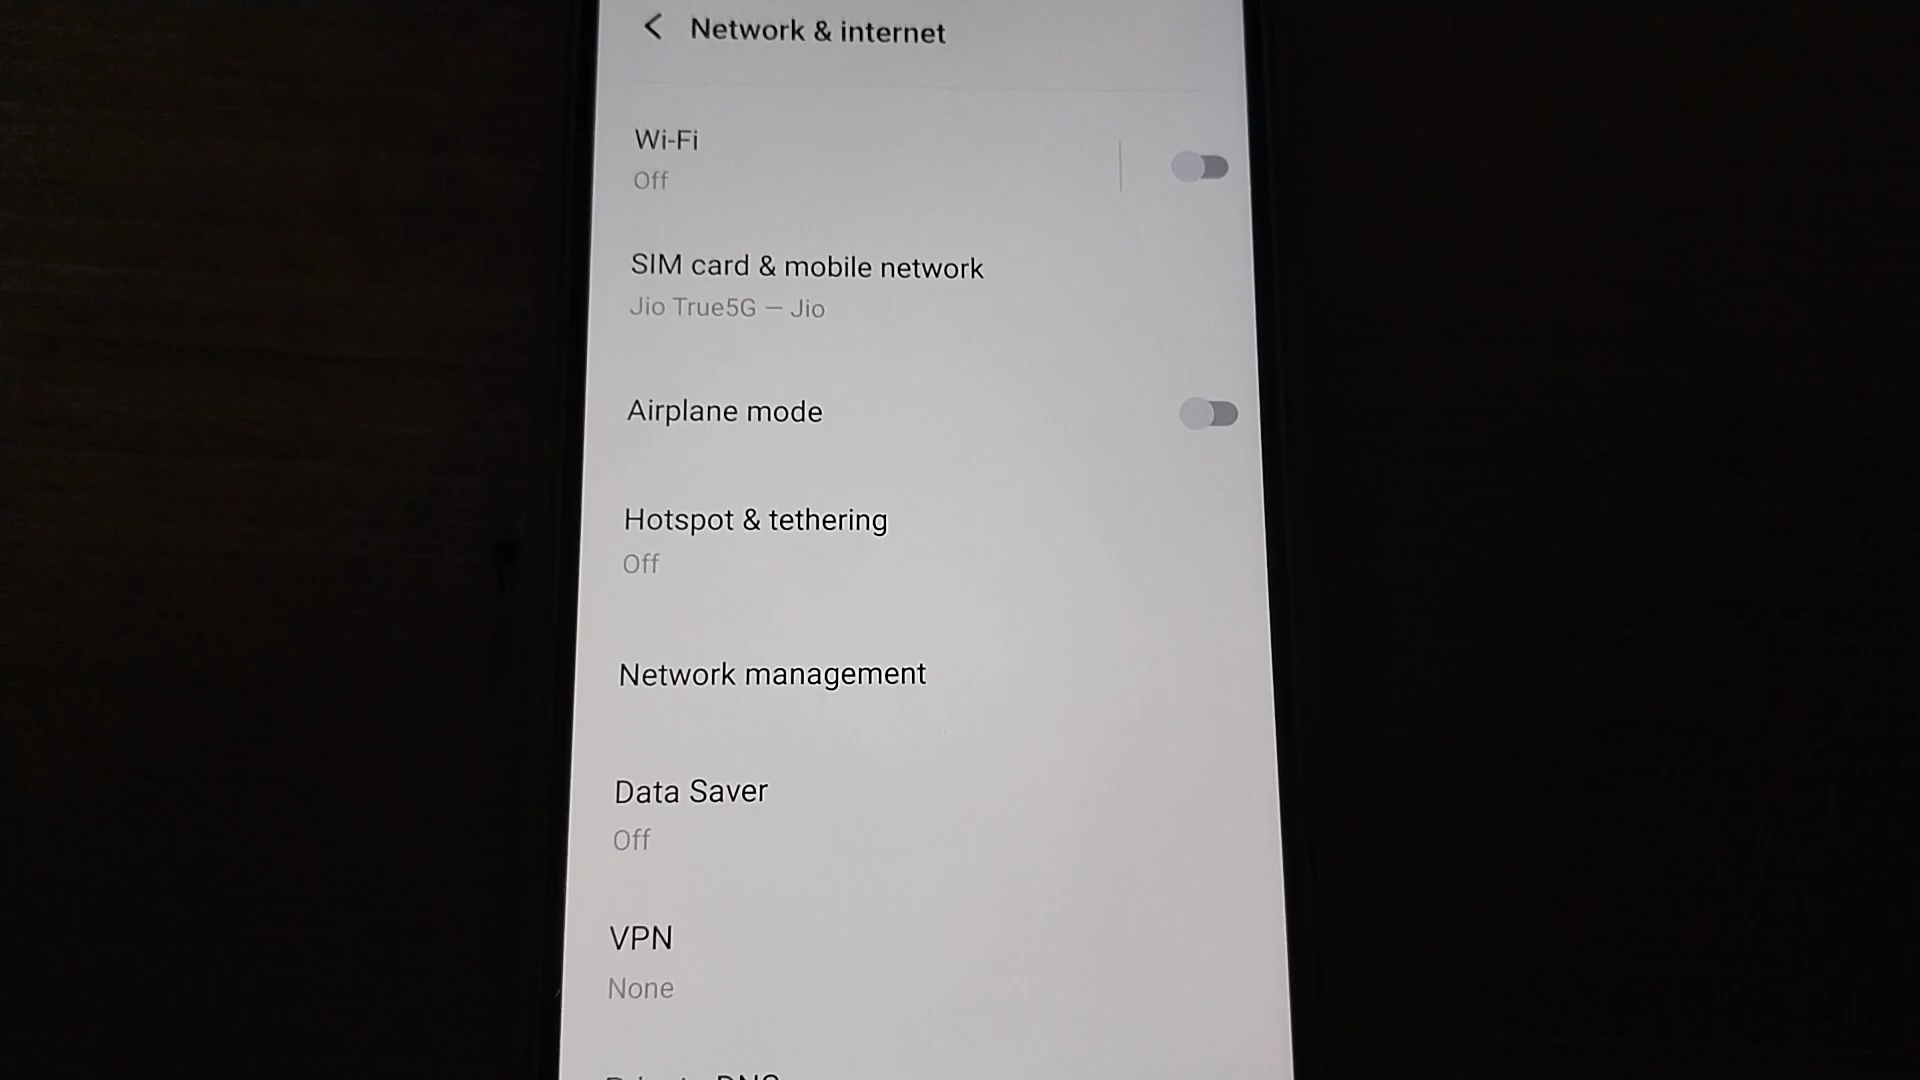 Network & internet
Wi-Fi
Off
SIM card & mobile network
Jio True5G — Jio
Airplane mode
Hotspot & tethering
Off
Network management
Data Saver
Off
VPN
None